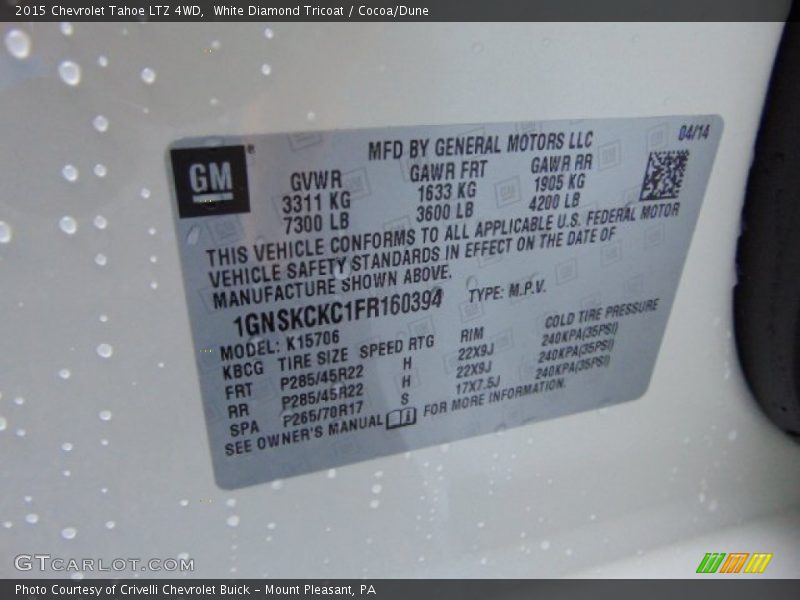 2015 Chevrolet Tahoe LTZ 4WD,  White Diamond Tricoat / Cocoa/Dune
04/14
MFD BY GENERAL MOTORS LLC
GM®
GVWR GAWR FRT GAWR RR
3311 KG 1633 KG 1905 KG
7300 LB 3600 LB 4200 LB
THIS VEHICLE CONFORMS TO ALL APPLICABLE U.S. FEDERAL MOTOR
VEHICLE SAFETY STANDARDS IN EFFECT ON THE DATE OF
MANUFACTURE SHOWN ABOVE.
1GNSKCKC1FR160394 TYPE: M.P.V.
MODEL: K15706
KBCG TIRE SIZE SPEED RTG RIM COLD TIRE PRESSURE
FRT P285/45R22 H 22X9J 240KPA(35PSI)
RR P285/45R22 H 22X9J 240KPA(35PSI)
SPA P265/70R17 S 17X7.5J 240KPA(35PSI)
SEE OWNER'S MANUAL FOR MORE INFORMATION.
GTCARLOT.COM
Photo Courtesy of Crivelli Chevrolet Buick - Mount Pleasant, PA